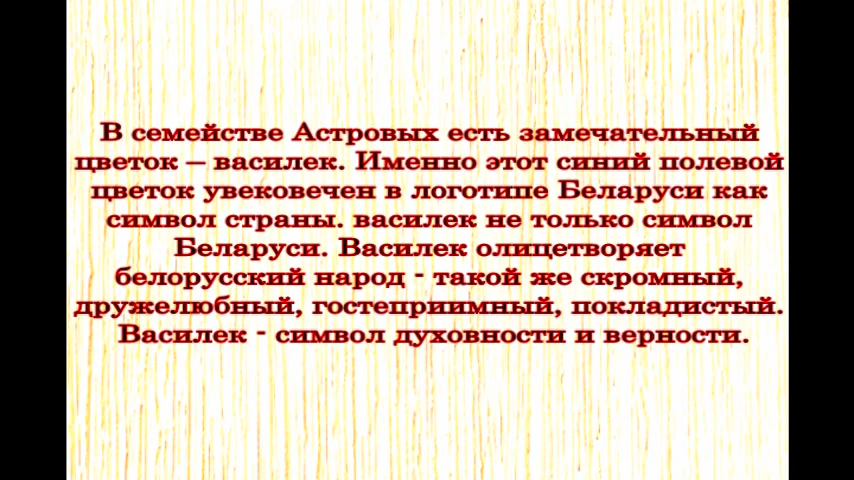 В семействе Астровых есть замечательный
цветок – василек. Именно этот синий полевой
цветок увековечен в логотипе Беларуси как
символ страны. василек не только символ
Беларуси. Василек олицетворяет
белорусский народ - такой же скромный,
дружелюбный, гостеприимный, покладистый.
Василек - символ духовности и верности.